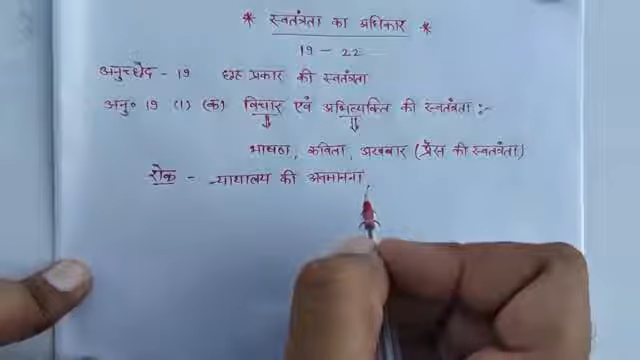 * स्वतंत्रता का अधिकार *
19 - 22
अनुच्छेद - 19 छह प्रकार की स्वतंत्रता
अनु० 19 (1) (क) विचार एवं अभिव्यक्ति की स्वतंत्रता :-
भाषण, कविता, अखबार (प्रेस की स्वतंत्रता)
रोक - न्यायालय की अवमानना